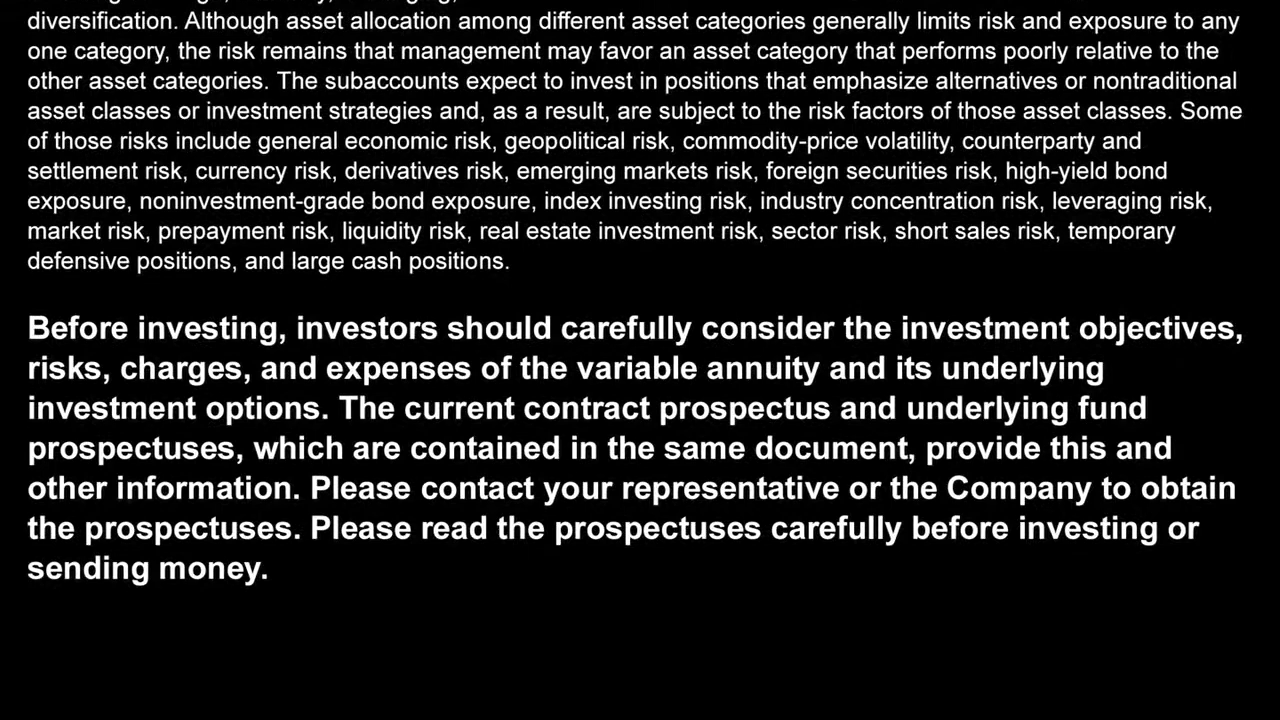 diversification. Although asset allocation among different asset categories generally limits risk and exposure to any
one category, the risk remains that management may favor an asset category that performs poorly relative to the
other asset categories. The subaccounts expect to invest in positions that emphasize alternatives or nontraditional
asset classes or investment strategies and, as a result, are subject to the risk factors of those asset classes. Some
of those risks include general economic risk, geopolitical risk, commodity-price volatility, counterparty and
settlement risk, currency risk, derivatives risk, emerging markets risk, foreign securities risk, high-yield bond
exposure, noninvestment-grade bond exposure, index investing risk, industry concentration risk, leveraging risk,
market risk, prepayment risk, liquidity risk, real estate investment risk, sector risk, short sales risk, temporary
defensive positions, and large cash positions.
Before investing, investors should carefully consider the investment objectives,
risks, charges, and expenses of the variable annuity and its underlying
investment options. The current contract prospectus and underlying fund
prospectuses, which are contained in the same document, provide this and
other information. Please contact your representative or the Company to obtain
the prospectuses. Please read the prospectuses carefully before investing or
sending money.